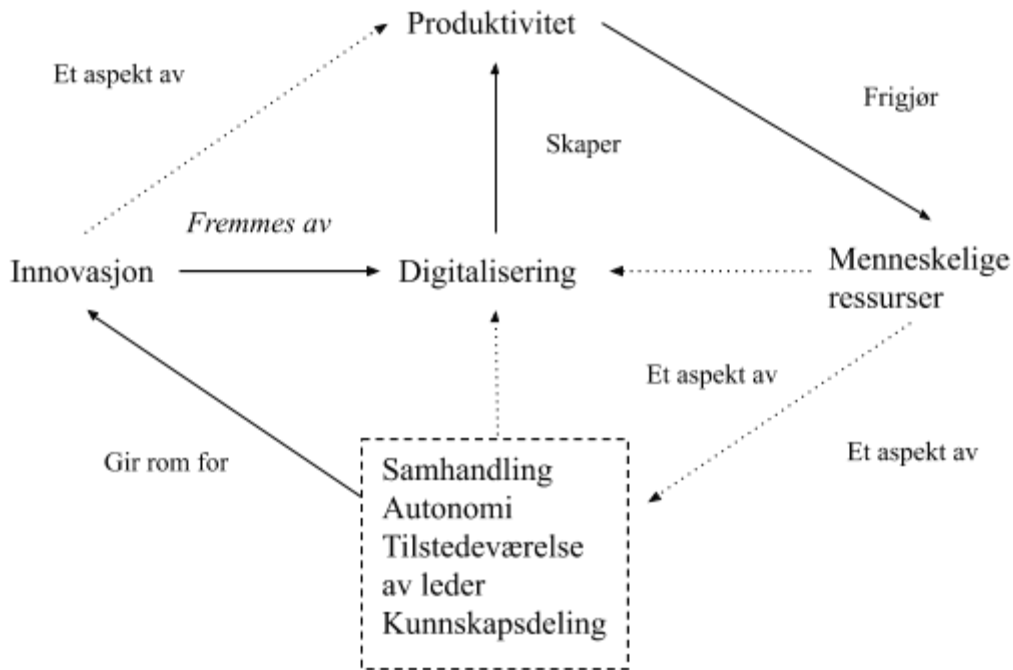 Produktivitet
Et aspekt av
Frigjør
Skaper
Fremmes av
Innovasjon
Digitalisering
Menneskelige
ressurser
Et aspekt av
Et aspekt av
Gir rom for
Samhandling
Autonomi
Tilstedeværelse
av leder
Kunnskapsdeling